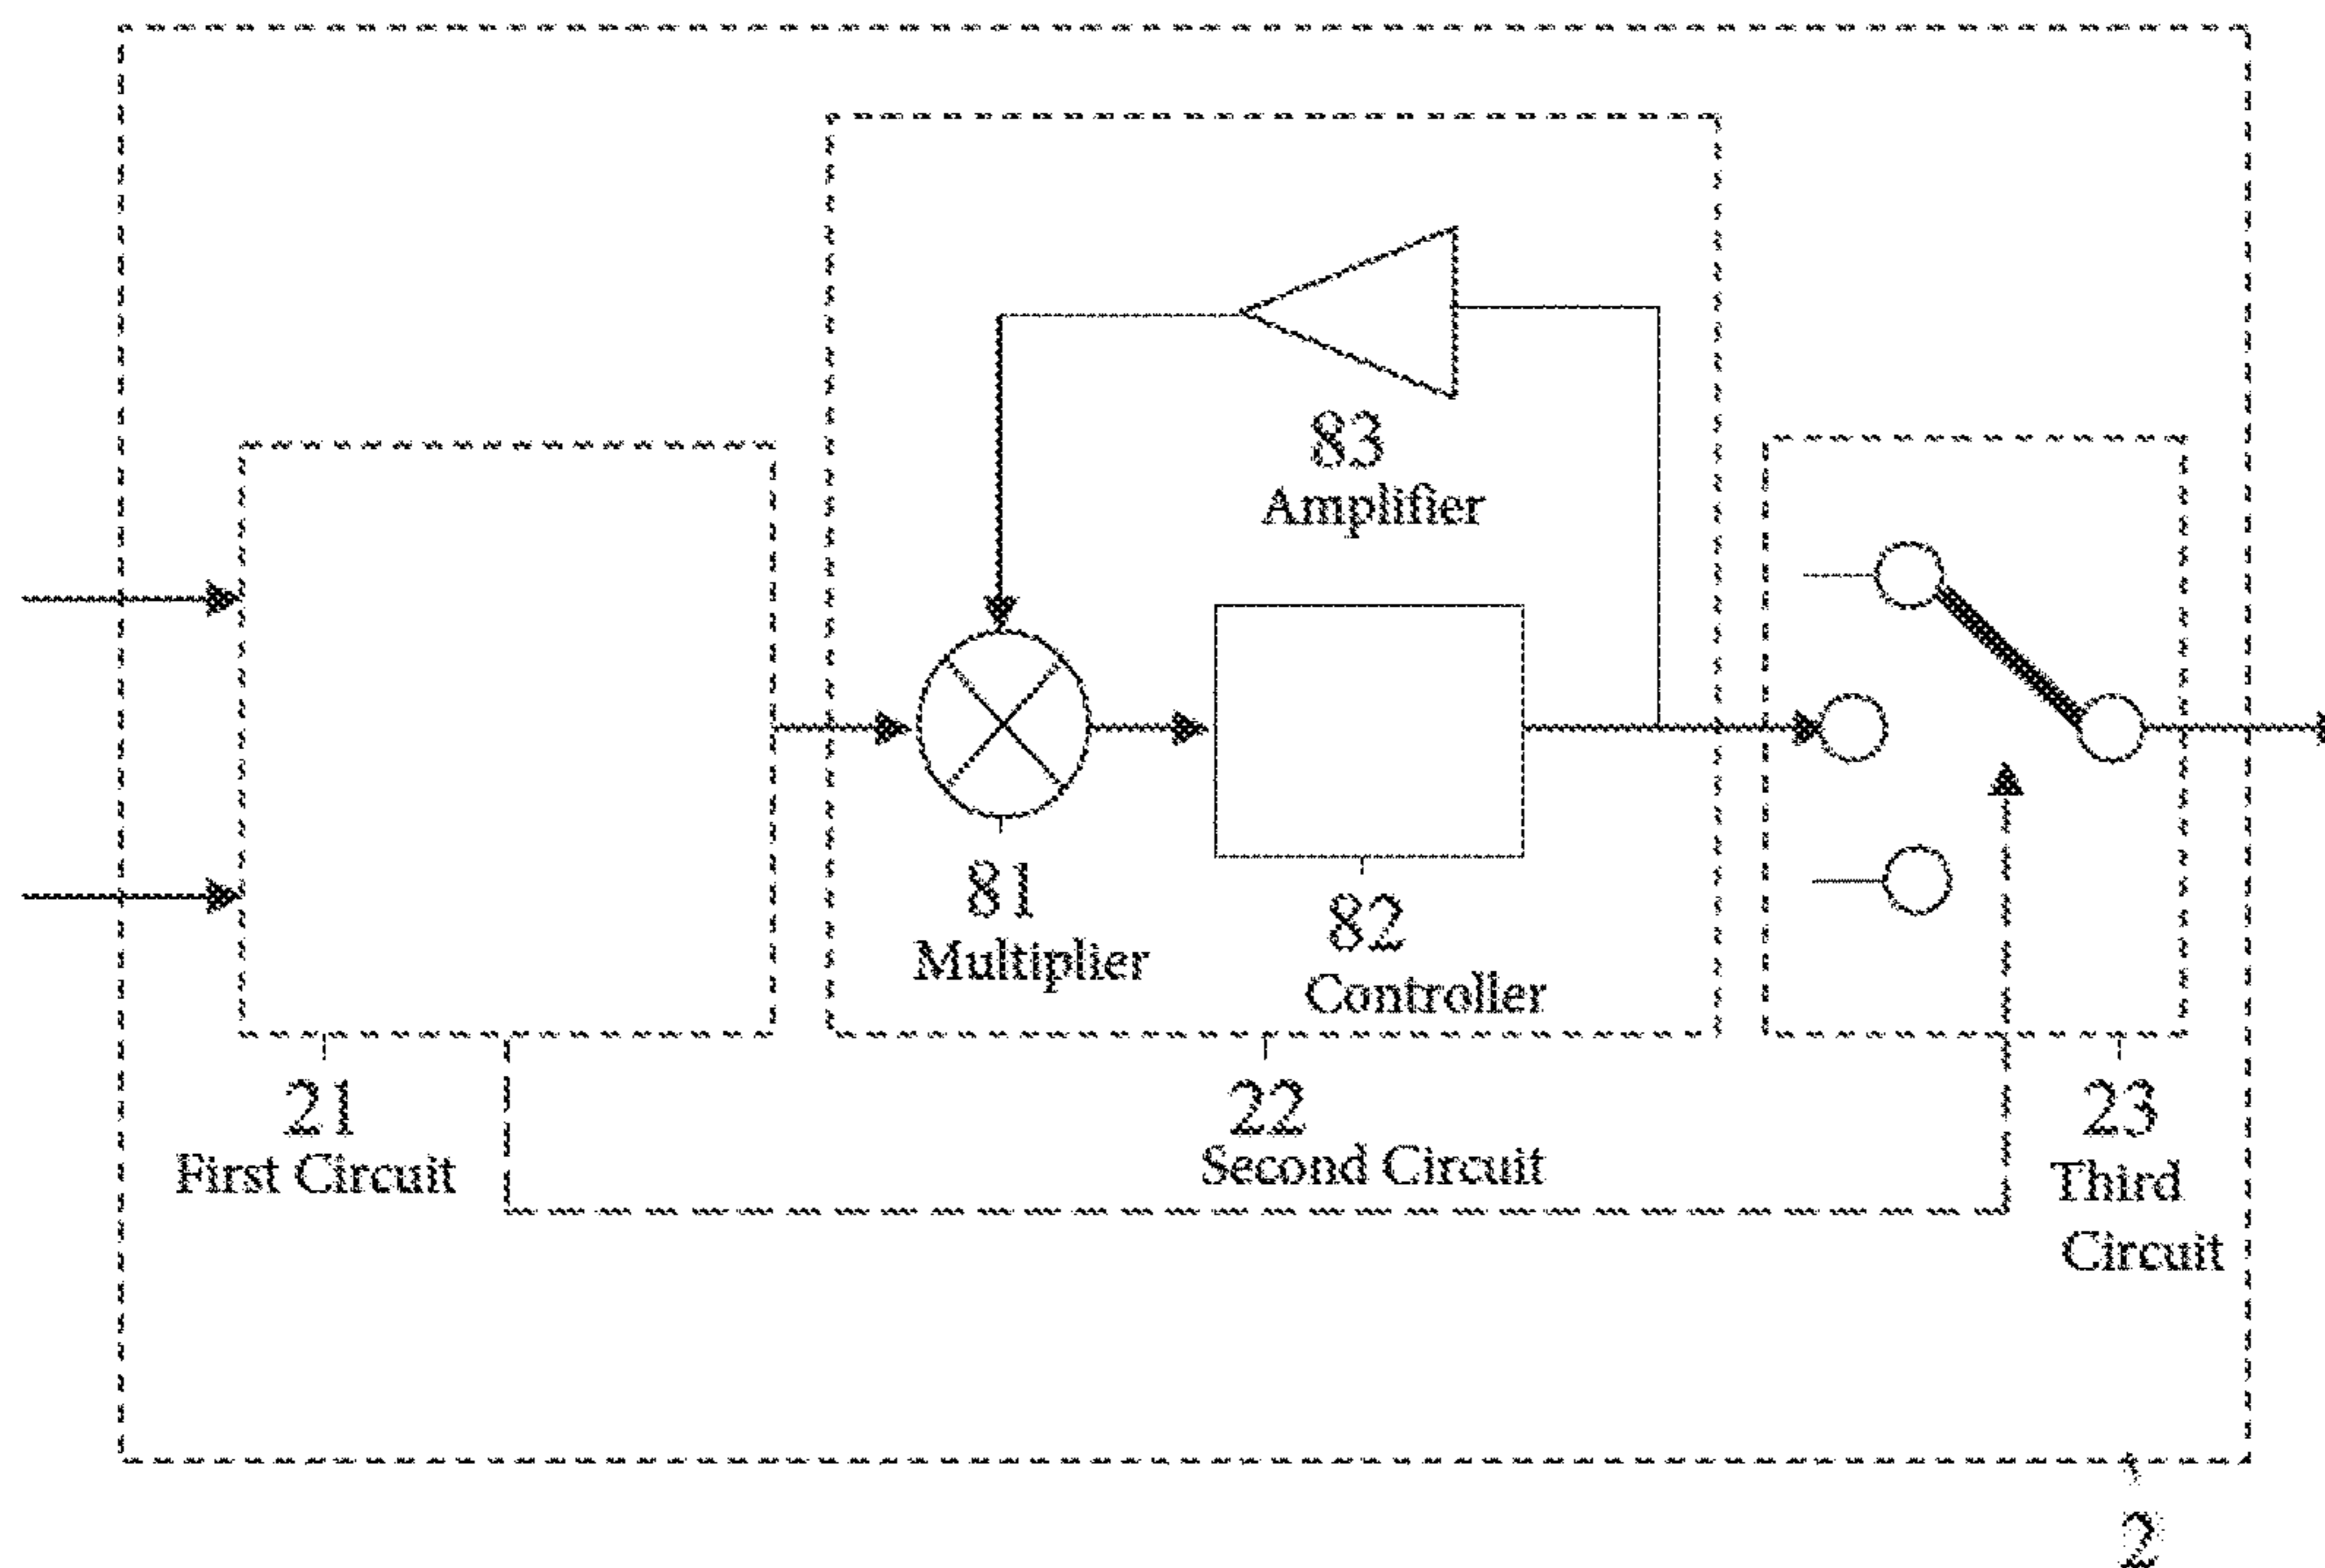 83
Amplifier
81
Multiplier
82
Controller
21
First Circuit
22
Second Circuit
23
Third
Circuit
2